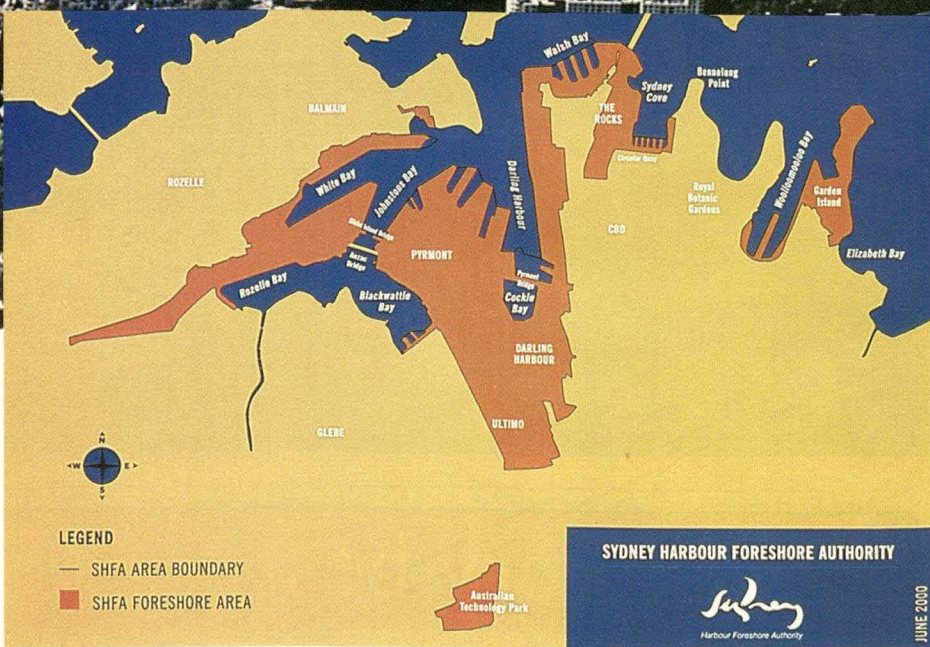 Walsh Bay
Bennelong
Point
Sydney
Cove
BALMAIN
THE
ROCKS
Circular Quay
ROZELLE
White Bay
Johnstons Bay
Darling Harbour
Woolloomooloo Bay
Royal
Botanic
Gardens
Garden
Island
Glebe Island Bridge
Anzac
Bridge
PYRMONT
CBD
Elizabeth Bay
Rozelle Bay
Blackwattle
Bay
Pyrmont
Bridge
Cockle
Bay
DARLING
HARBOUR
ULTIMO
GLEBE
N
W
E
S
LEGEND
SHFA AREA BOUNDARY
SHFA FORESHORE AREA
Australian
Technology Park
SYDNEY HARBOUR FORESHORE AUTHORITY
Sydney
Harbour Foreshore Authority
JUNE 2000